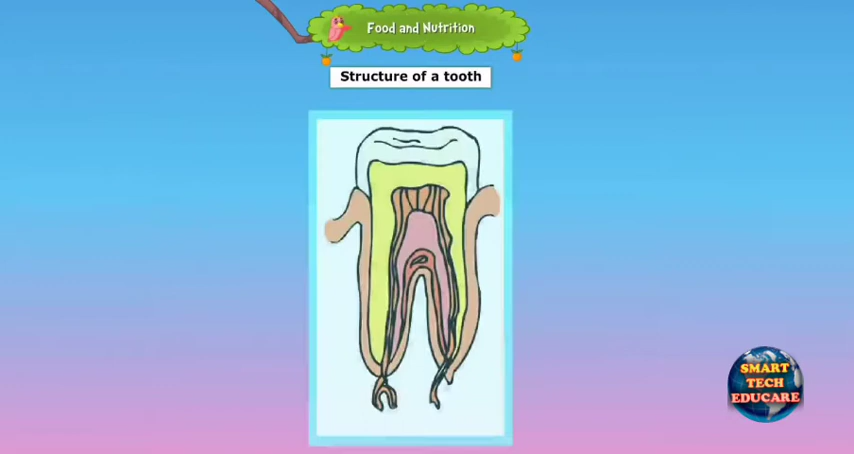 Food and Nutrition
Structure of a tooth
SMART
TECH
EDUCARE